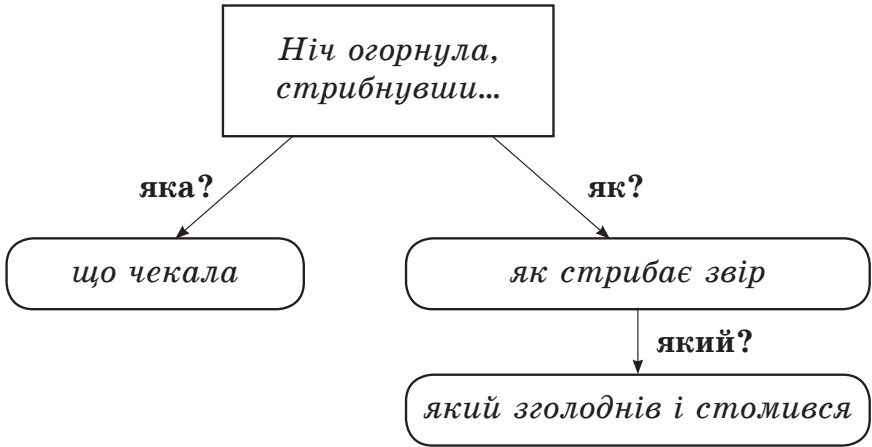 Ніч огорнула,
стрибнувши...
яка?
як?
що чекала
як стрибає звір
який?
який зголоднів і стомився